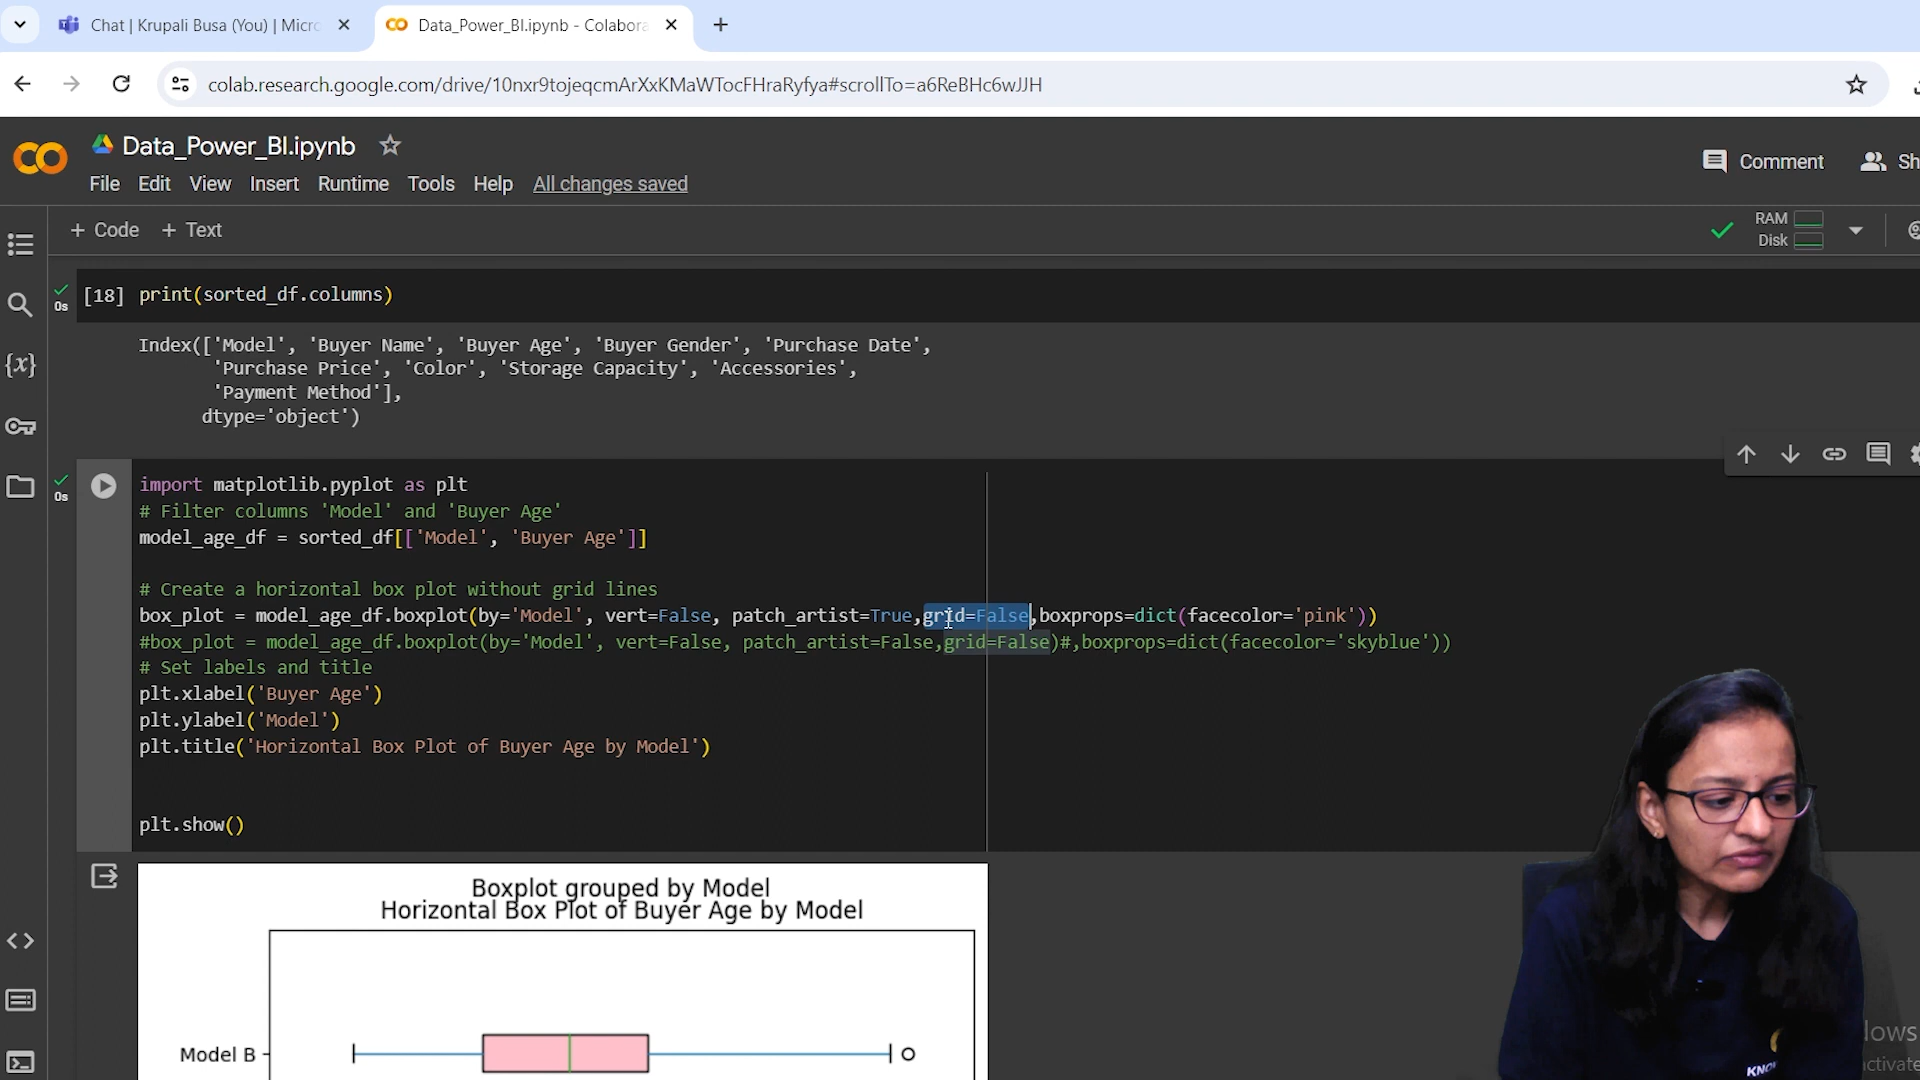 Chat | Krupali Busa (You) | Micro
Data_Power_BI.ipynb - Colabora
colab.research.google.com/drive/10nxr9tojeqcmArXxKMaWTocFHraRyfya#scrollTo=a6ReBHc6wJJH
Data_Power_BI.ipynb
File Edit View Insert Runtime Tools Help All changes saved
Comment
Sh
+ Code + Text
RAM
Disk
0s
[18] print(sorted_df.columns)
Index(['Model', 'Buyer Name', 'Buyer Age', 'Buyer Gender', 'Purchase Date',
'Purchase Price', 'Color', 'Storage Capacity', 'Accessories',
'Payment Method'],
dtype='object')
0s
import matplotlib.pyplot as plt
# Filter columns 'Model' and 'Buyer Age'
model_age_df = sorted_df[['Model', 'Buyer Age']]
# Create a horizontal box plot without grid lines
box_plot = model_age_df.boxplot(by='Model', vert=False, patch_artist=True,grid=False,boxprops=dict(facecolor='pink'))
#box_plot = model_age_df.boxplot(by='Model', vert=False, patch_artist=False,grid=False)#,boxprops=dict(facecolor='skyblue'))
# Set labels and title
plt.xlabel('Buyer Age')
plt.ylabel('Model')
plt.title('Horizontal Box Plot of Buyer Age by Model')
plt.show()
Boxplot grouped by Model
Horizontal Box Plot of Buyer Age by Model
Model B
{x}
dows
activate
KNO